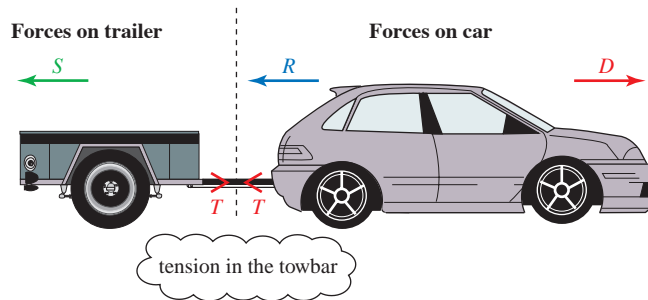 Forces on trailer
Forces on car
S
R
D
T
T
tension in the towbar